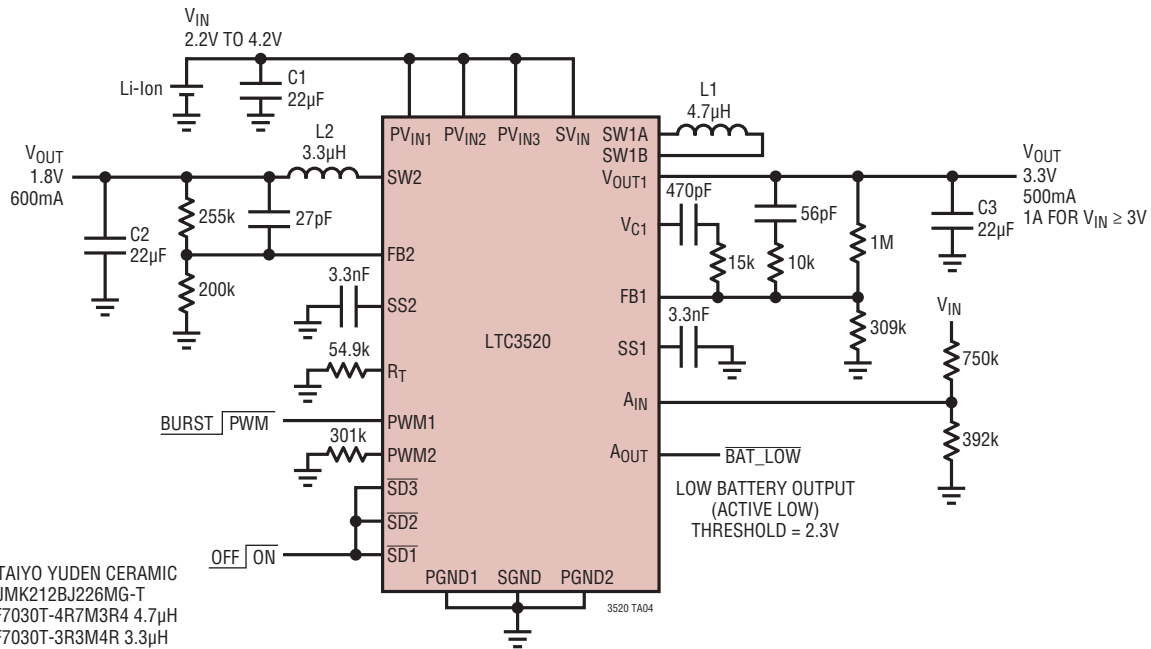 VIN
2.2V TO 4.2V
Li-Ion
C1
22µF
L1
4.7µH
L2
3.3µH
PVIN1 PVIN2 PVIN3 SVIN
SW1A
SW1B
VOUT
1.8V
600mA
SW2
VOUT1
VOUT
3.3V
500mA
1A FOR VIN ≥ 3V
255k
27pF
470pF
56pF
C3
22µF
C2
22µF
VC1
1M
15k
10k
FB2
200k
3.3nF
SS2
FB1
3.3nF
309k
VIN
LTC3520
SS1
750k
54.9k
RT
AIN
BURST PWM
PWM1
301k
PWM2
392k
AOUT
BAT_LOW
SD3
LOW BATTERY OUTPUT
(ACTIVE LOW)
THRESHOLD = 2.3V
SD2
OFF ON
SD1
PGND1 SGND PGND2
3520 TA04
TAIYO YUDEN CERAMIC
JMK212BJ226MG-T
F7030T-4R7M3R4 4.7µH
F7030T-3R3M4R 3.3µH